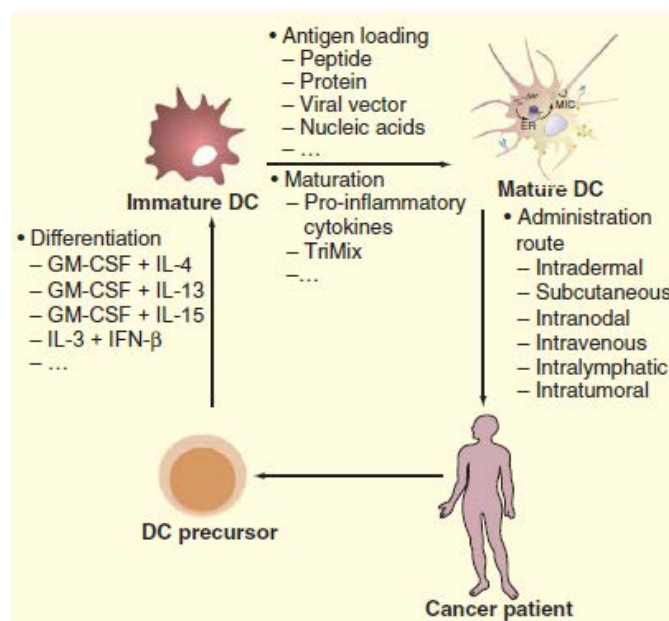 • Antigen loading
– Peptide
– Protein
– Viral vector
– Nucleic acids
– ...
MIC
ER
Immature DC
Mature DC
• Maturation
– Pro-inflammatory
cytokines
– TriMix
–...
• Differentiation
– GM-CSF + IL-4
– GM-CSF + IL-13
– GM-CSF + IL-15
– IL-3 + IFN-β
– ...
• Administration
route
– Intradermal
– Subcutaneous
– Intranodal
– Intravenous
– Intralymphatic
– Intratumoral
DC precursor
Cancer patient